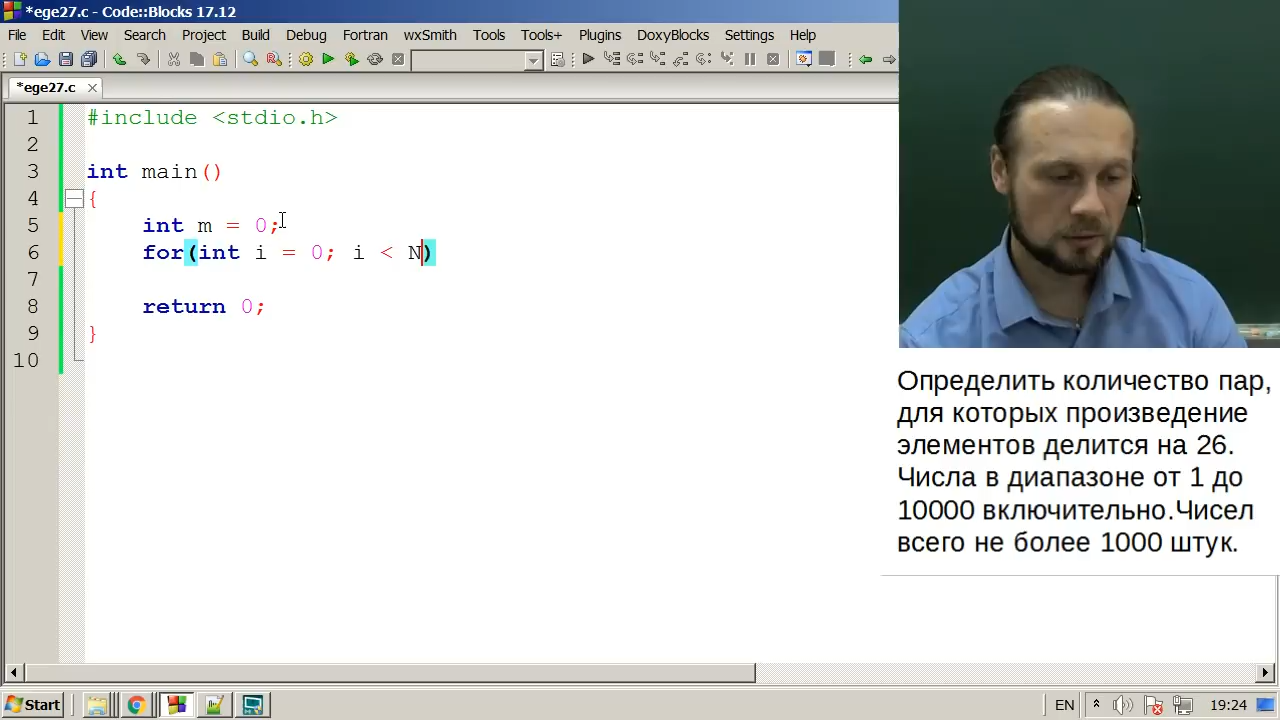 *ege27.c - Code::Blocks 17.12
File Edit View Search Project Build Debug Fortran wxSmith Tools Tools+ Plugins DoxyBlocks Settings Help
*ege27.c
1 #include <stdio.h>
2
3 int main()
4 {
5 int m = 0;
6 for(int i = 0; i < N)
7
8 return 0;
9 }
10
Определить количество пар,
для которых произведение
элементов делится на 26.
Числа в диапазоне от 1 до
10000 включительно.Чисел
всего не более 1000 штук.
Start EN 19:24